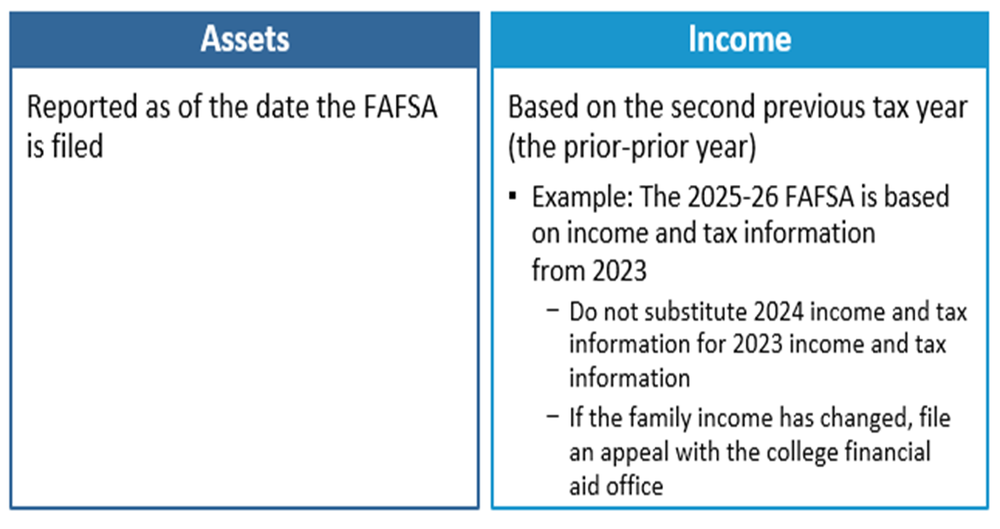 Assets
Reported as of the date the FAFSA
is filed
Income
Based on the second previous tax year
(the prior-prior year)
▪ Example: The 2025-26 FAFSA is based
on income and tax information
from 2023
– Do not substitute 2024 income and tax
information for 2023 income and tax
information
– If the family income has changed, file
an appeal with the college financial
aid office